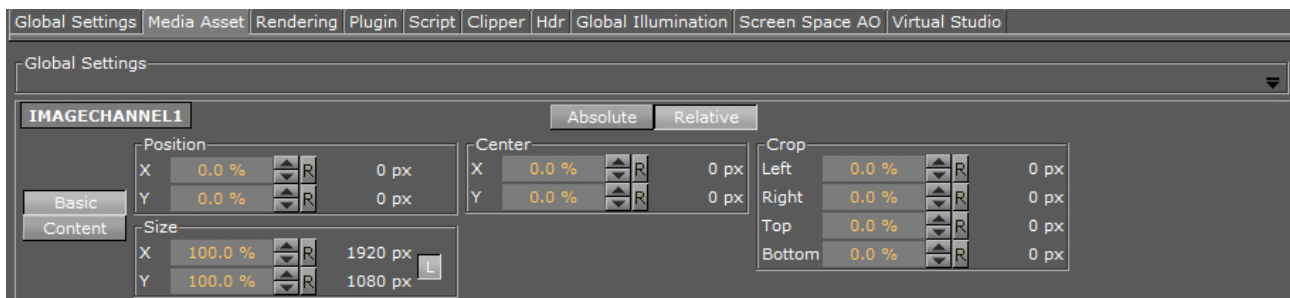 Global Settings Media Asset Rendering Plugin Script Clipper Hdr Global Illumination Screen Space AO Virtual Studio
Global Settings
IMAGECHANNEL1
Absolute Relative
Position Center Crop
X 0.0 % R 0 px X 0.0 % R 0 px Left 0.0 % R 0 px
Basic Y 0.0 % R 0 px Y 0.0 % R 0 px Right 0.0 % R 0 px
Content Size Top 0.0 % R 0 px
X 100.0 % R 1920 px L Bottom 0.0 % R 0 px
Y 100.0 % R 1080 px